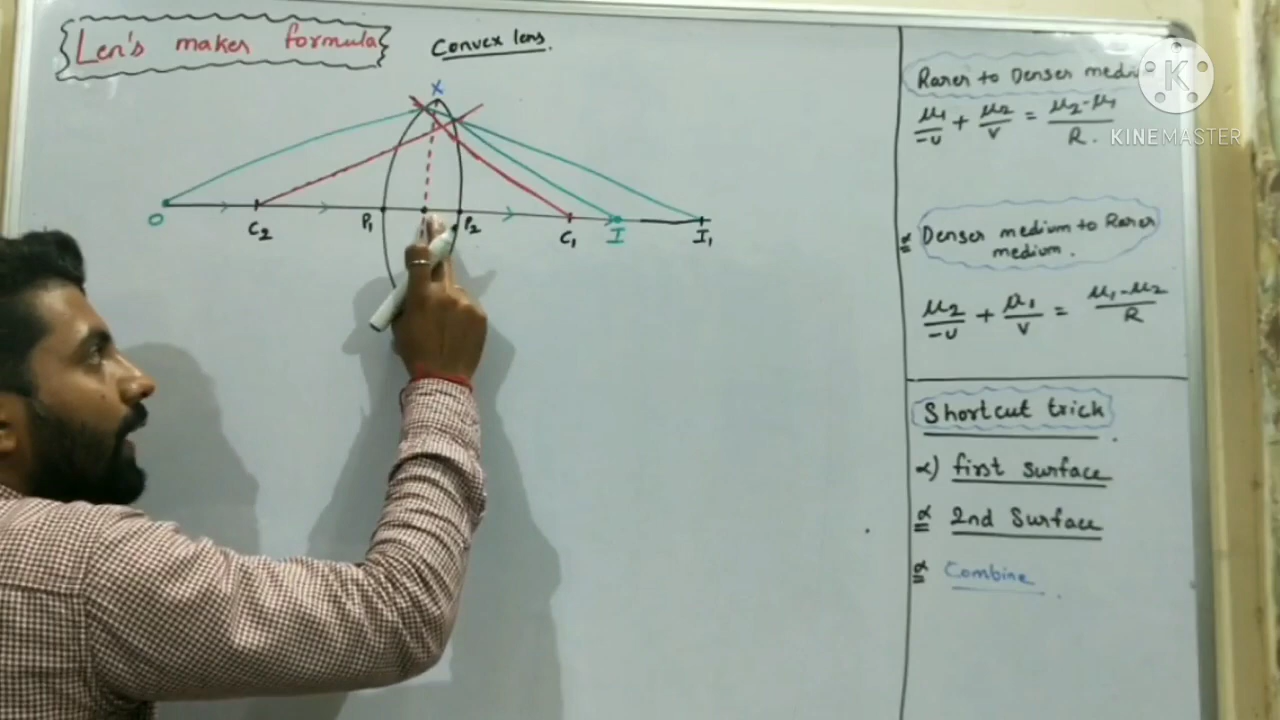 Len's maker formula
Convex lens.
X
O
C₂
P₁
P₂
C₁
I
I₁
Rarer to Denser medium
μ₁/-u + μ₂/v = μ₂-μ₁/R.
Denser medium to Rarer
medium.
μ₂/-u + μ₁/v = μ₁-μ₂/R
Shortcut trick
first surface
2nd Surface
Combine
K
KINEMASTER